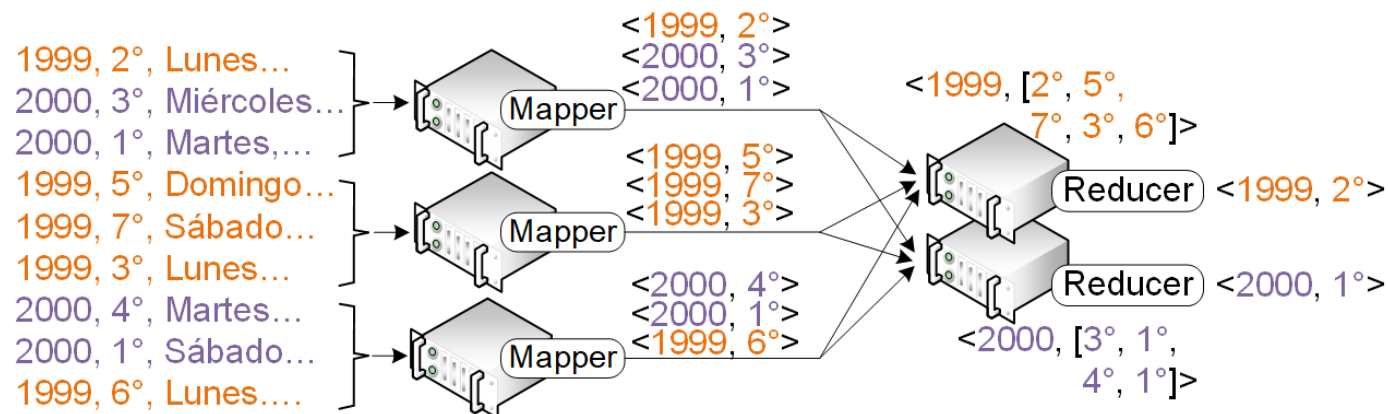 1999, 2°, Lunes…
2000, 3°, Miércoles…
2000, 1°, Martes,…
1999, 5°, Domingo…
1999, 7°, Sábado…
1999, 3°, Lunes…
2000, 4°, Martes…
2000, 1°, Sábado…
1999, 6°, Lunes….
Mapper
Mapper
Mapper
<1999, 2°>
<2000, 3°>
<2000, 1°>
<1999, 5°>
<1999, 7°>
<1999, 3°>
<2000, 4°>
<2000, 1°>
<1999, 6°>
<1999, [2°, 5°,
7°, 3°, 6°]>
Reducer
<1999, 2°>
Reducer
<2000, 1°>
<2000, [3°, 1°,
4°, 1°]>